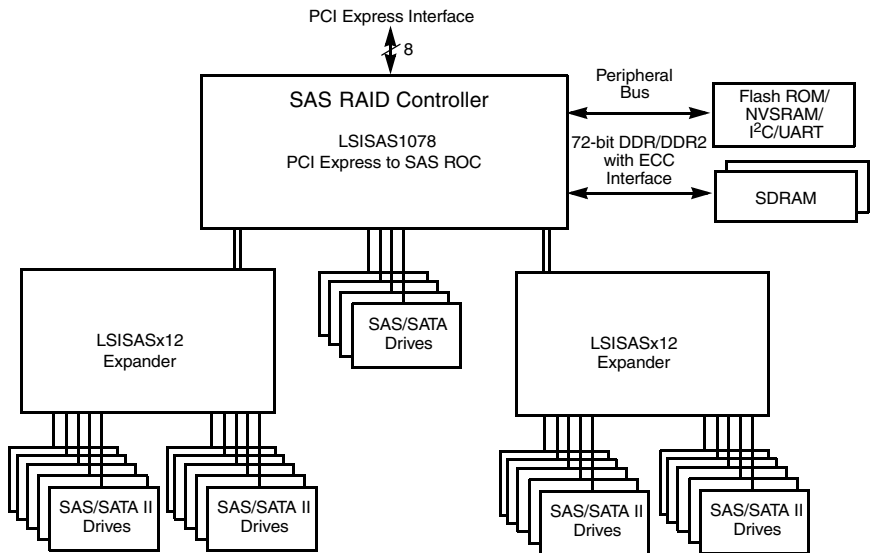 PCI Express Interface
8
SAS RAID Controller
LSISAS1078
PCI Express to SAS ROC
Peripheral
Bus
Flash ROM/
NVSRAM/
I²C/UART
72-bit DDR/DDR2
with ECC
Interface
SDRAM
LSISASx12
Expander
SAS/SATA
Drives
LSISASx12
Expander
SAS/SATA II
Drives
SAS/SATA II
Drives
SAS/SATA II
Drives
SAS/SATA II
Drives